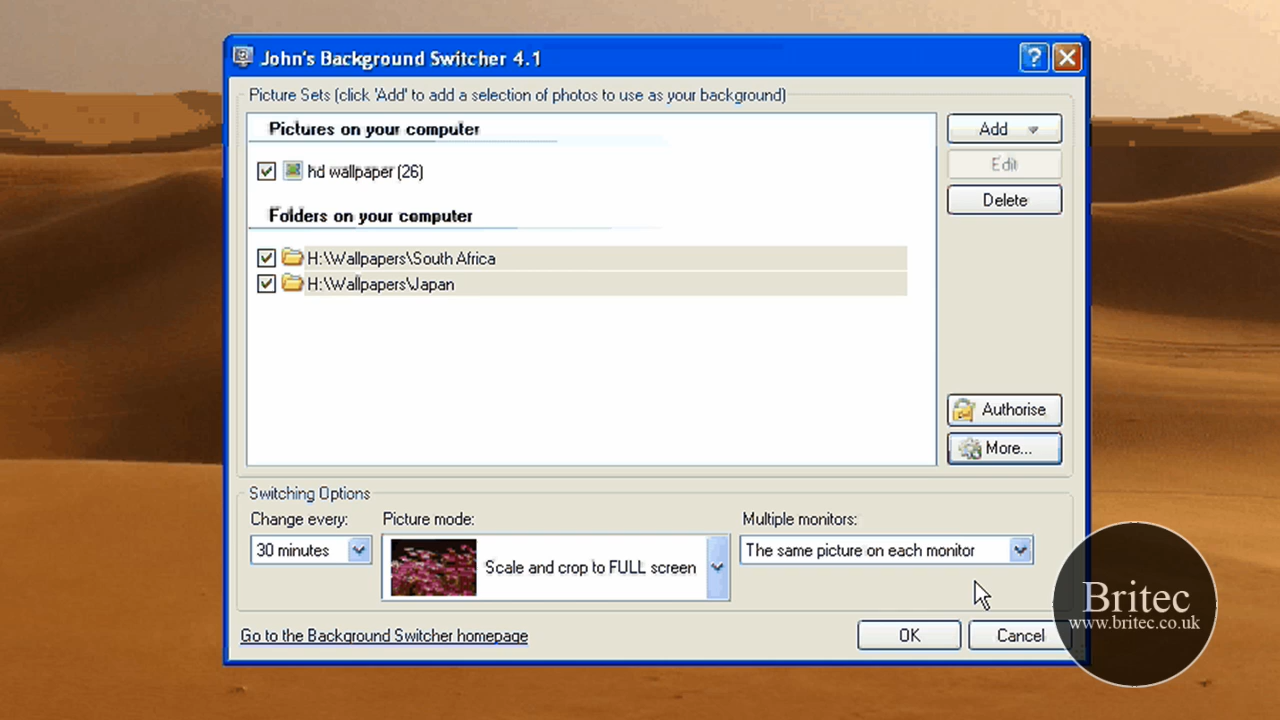 John's Background Switcher 4.1
Picture Sets (click 'Add' to add a selection of photos to use as your background)
Pictures on your computer
hd wallpaper (26)
Folders on your computer
H:\Wallpapers\South Africa
H:\Wallpapers\Japan
Add
Edit
Delete
Authorise
More...
Switching Options
Change every:
30 minutes
Picture mode:
Scale and crop to FULL screen
Multiple monitors:
The same picture on each monitor
Go to the Background Switcher homepage
OK
Cancel
Britec
www.britec.co.uk